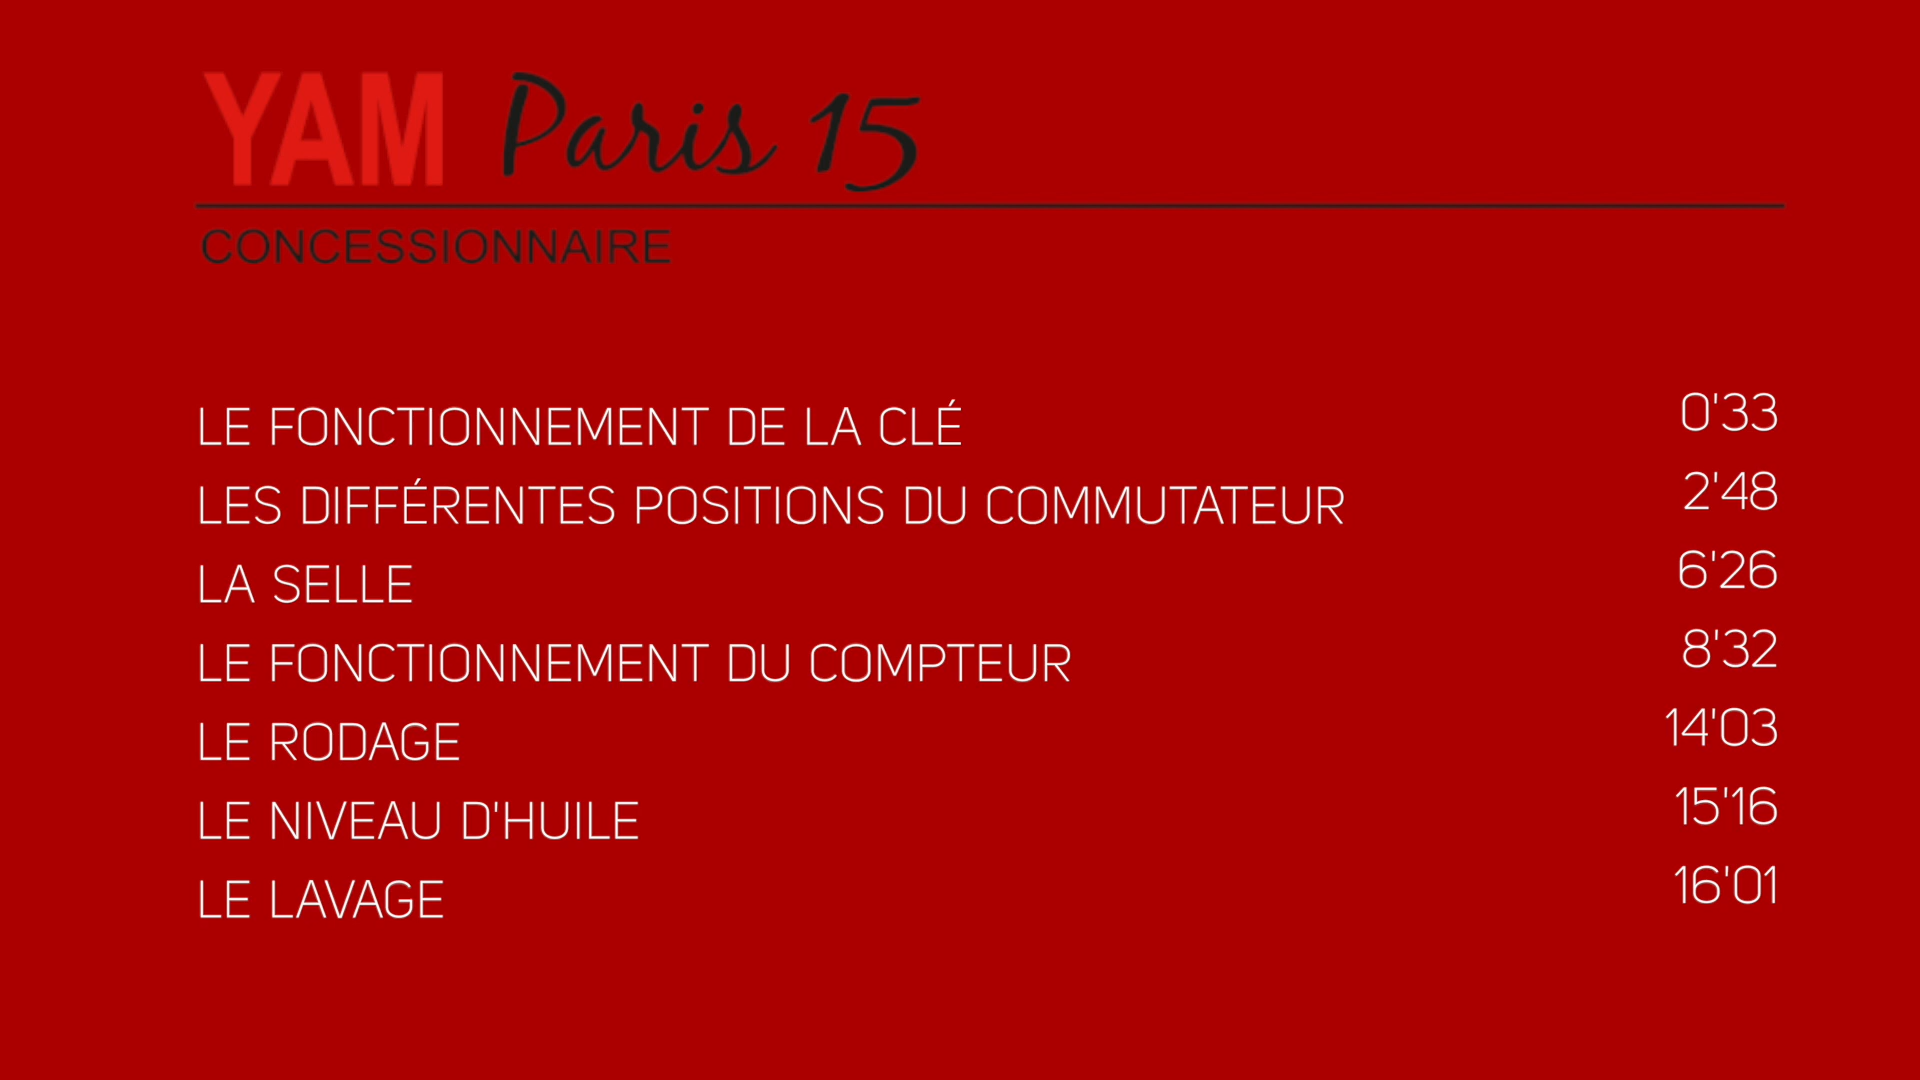 YAM Paris 15
CONCESSIONNAIRE
LE FONCTIONNEMENT DE LA CLÉ 0'33
LES DIFFÉRENTES POSITIONS DU COMMUTATEUR 2'48
LA SELLE 6'26
LE FONCTIONNEMENT DU COMPTEUR 8'32
LE RODAGE 14'03
LE NIVEAU D'HUILE 15'16
LE LAVAGE 16'01